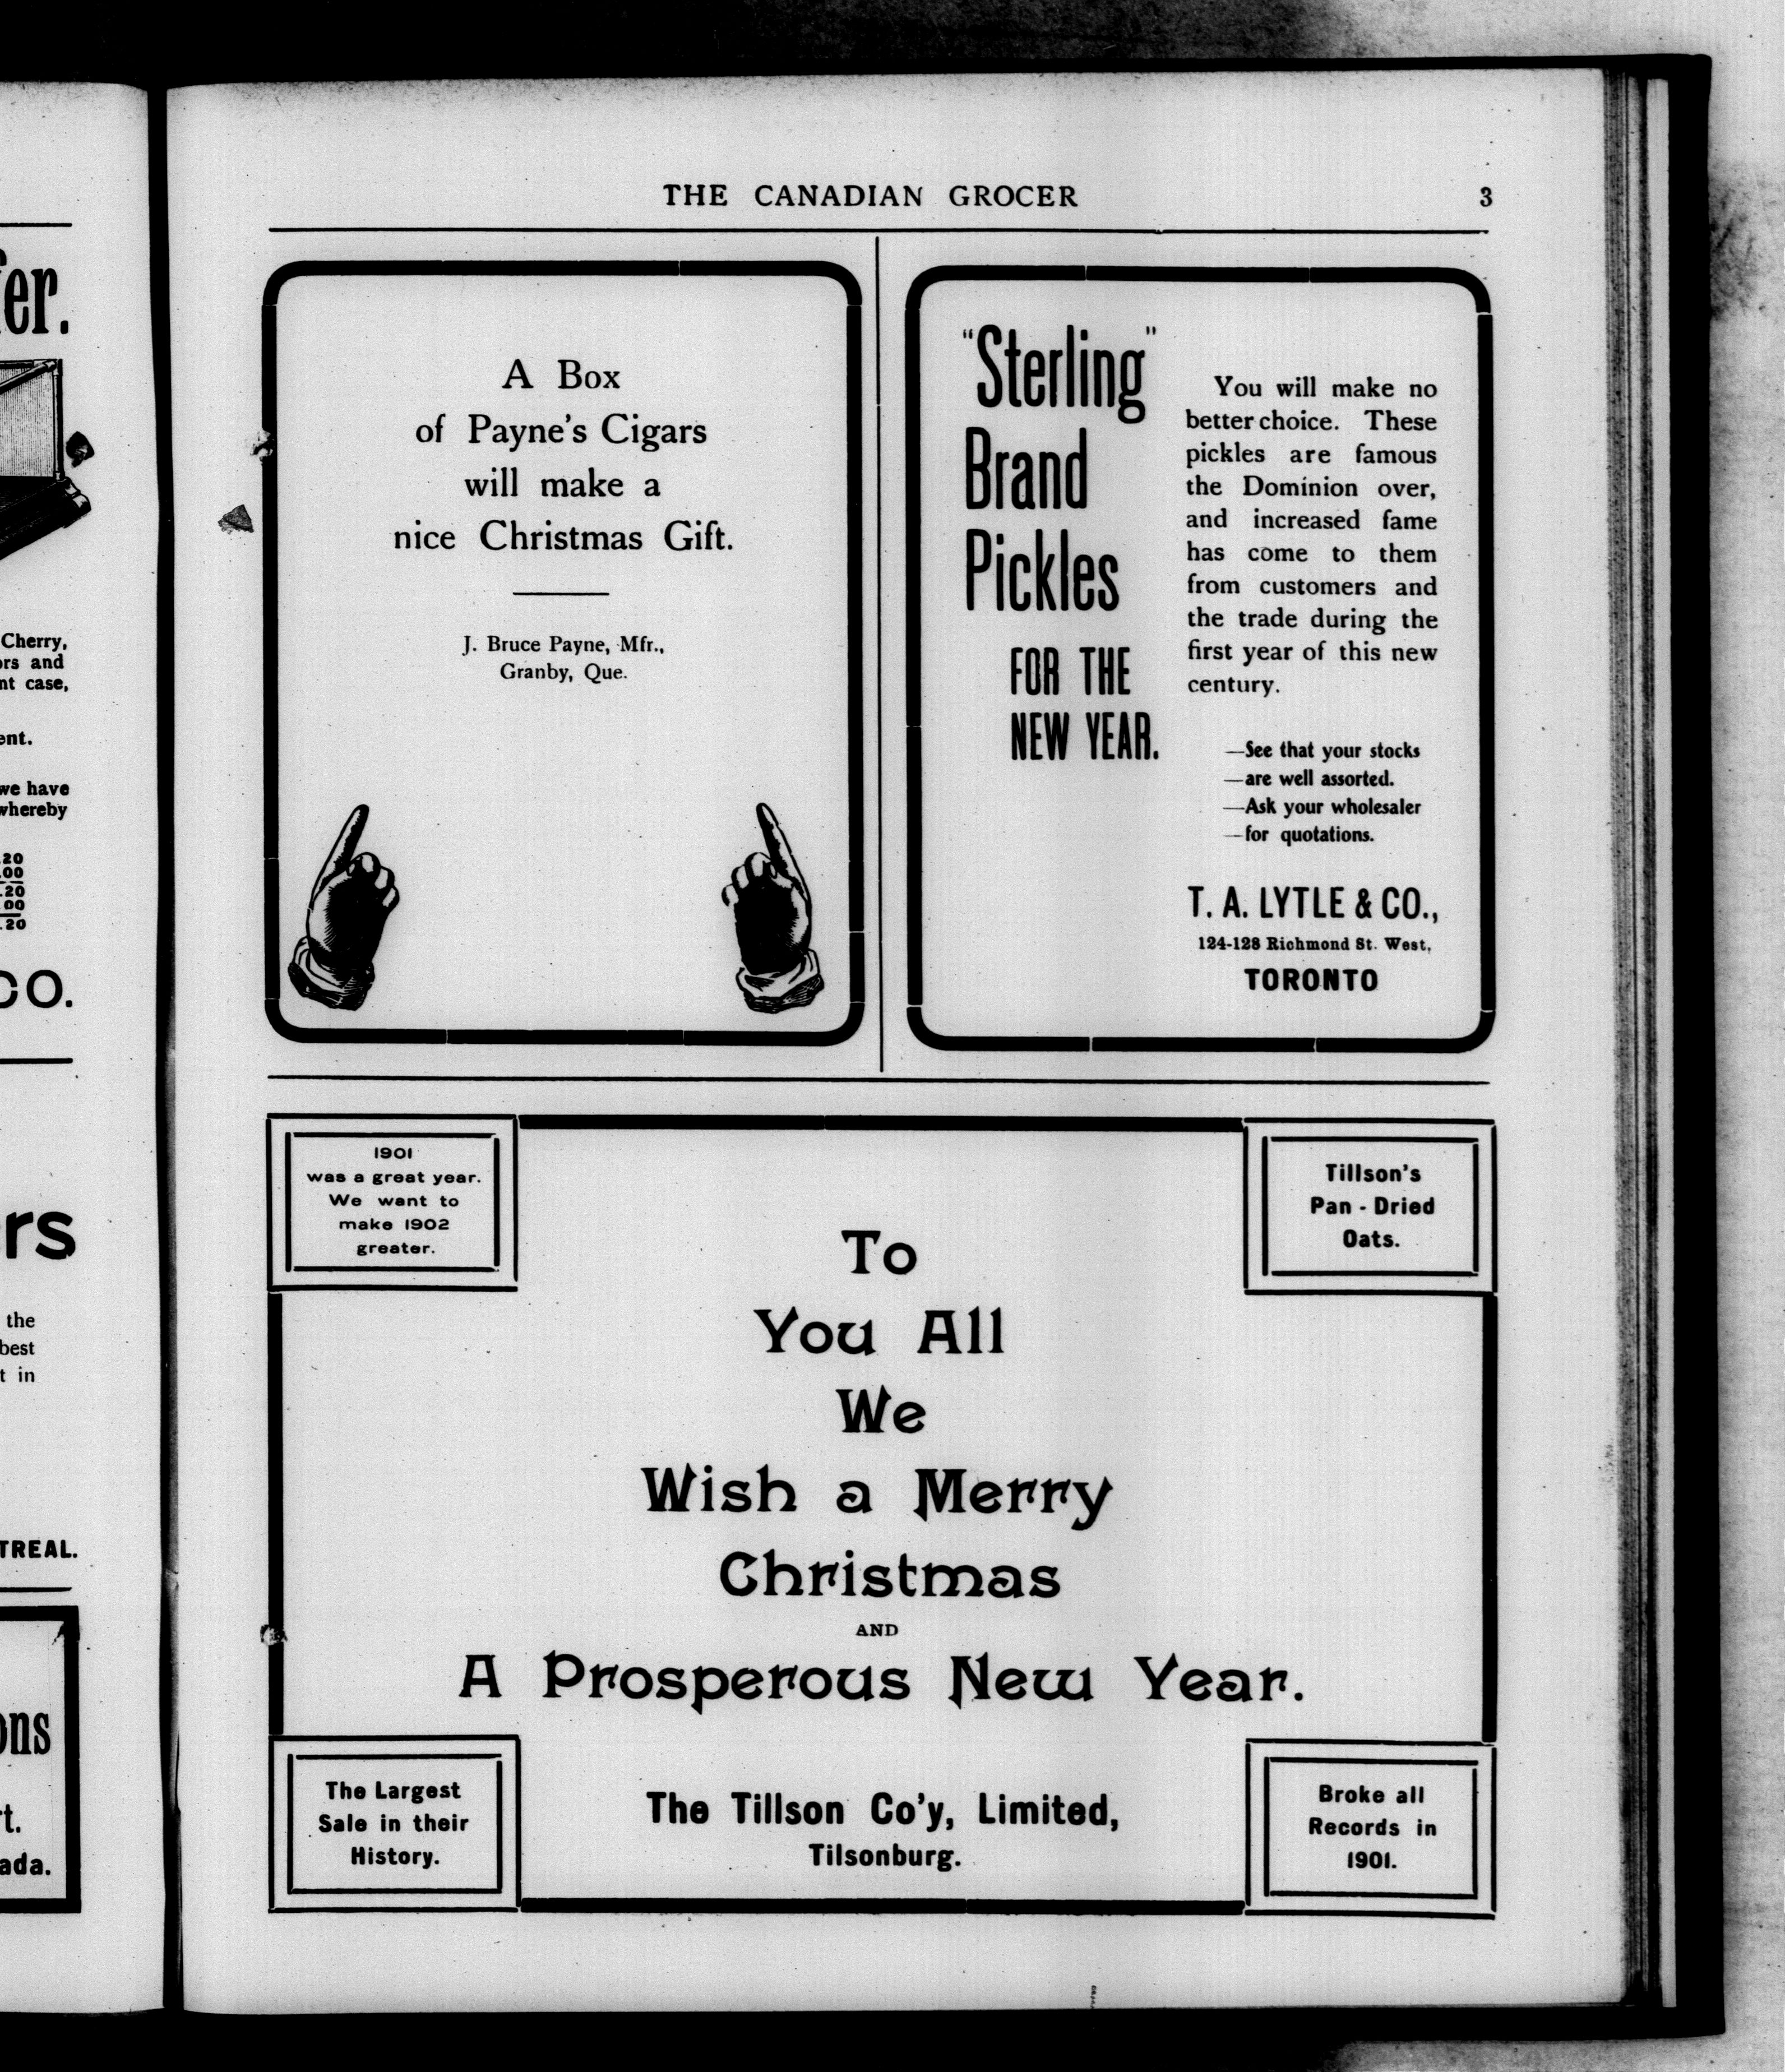 fer.
Cherry,
ors and
nt case,
ent.
we have
whereby
.20
.00
.20
.00
.20
CO.
rs
the
best
t in
TREAL.
ons
t.
ada.
THE CANADIAN GROCER
3
A Box
of Payne's Cigars
will make a
nice Christmas Gift.
J. Bruce Payne, Mfr.,
Granby, Que.
"Sterling"
Brand
Pickles
FOR THE
NEW YEAR.
You will make no
better choice. These
pickles are famous
the Dominion over,
and increased fame
has come to them
from customers and
the trade during the
first year of this new
century.
—See that your stocks
—are well assorted.
—Ask your wholesaler
—for quotations.
T. A. LYTLE & CO.,
124-128 Richmond St. West,
TORONTO
1901
was a great year.
We want to
make 1902
greater.
Tillson's
Pan - Dried
Oats.
To
You All
We
Wish a Merry
Christmas
AND
A Prosperous New Year.
The Largest
Sale in their
History.
The Tillson Co'y, Limited,
Tilsonburg.
Broke all
Records in
1901.